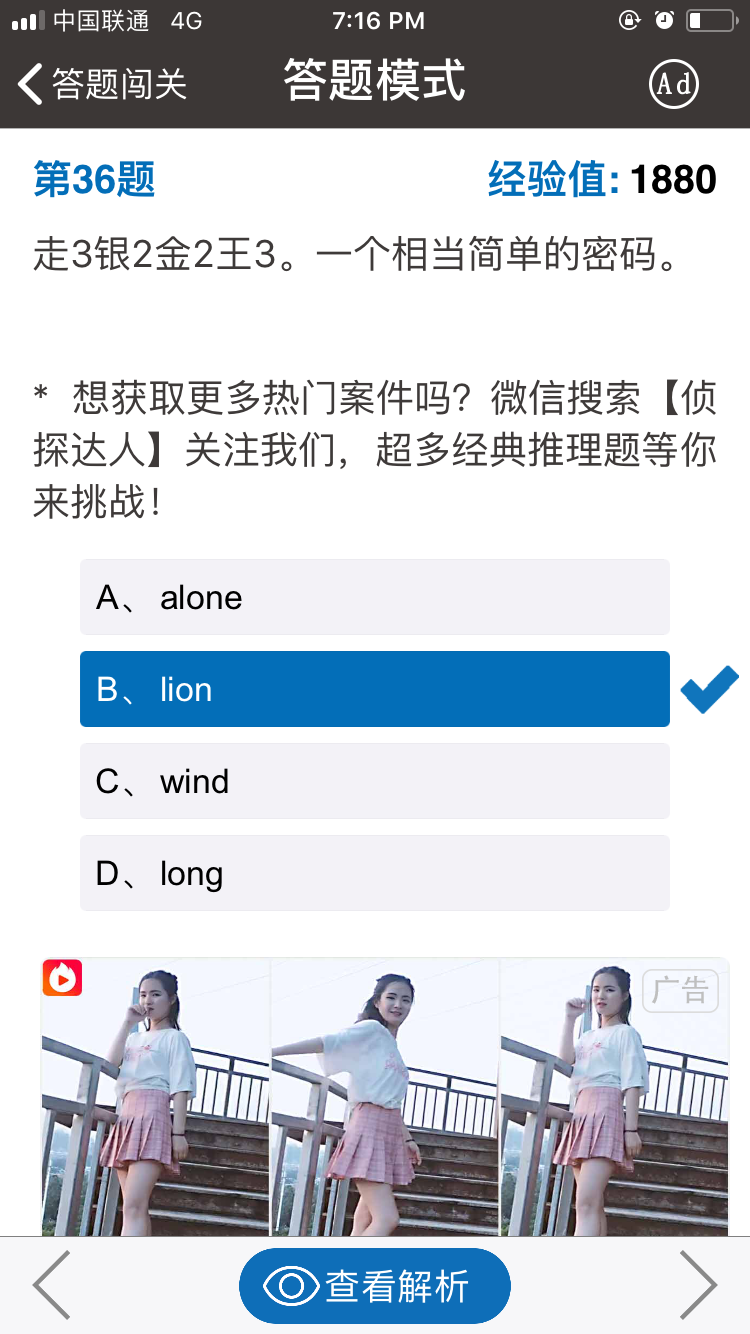 中国联通 4G 7:16 PM
答题闯关 答题模式 Ad
第36题 经验值: 1880
走3银2金2王3。一个相当简单的密码。
* 想获取更多热门案件吗？微信搜索【侦
探达人】关注我们，超多经典推理题等你
来挑战！
A、 alone
B、 lion
C、 wind
D、 long
广告
查看解析